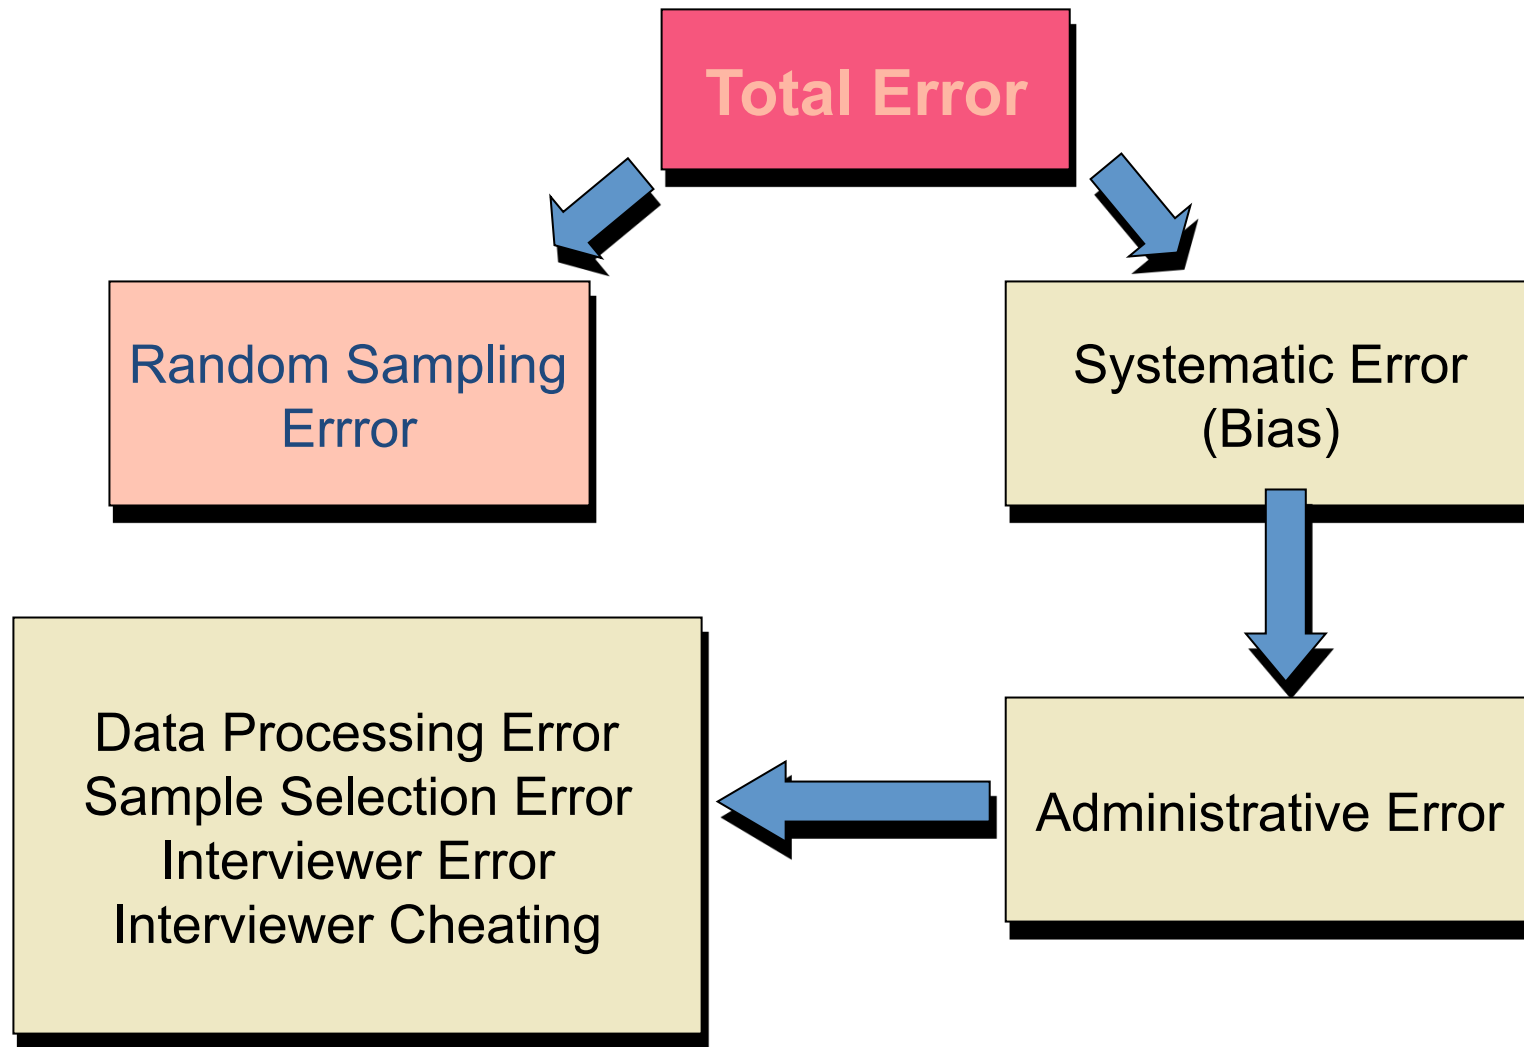 Total Error
Random Sampling
Errror
Systematic Error
(Bias)
Data Processing Error
Sample Selection Error
Interviewer Error
Interviewer Cheating
Administrative Error